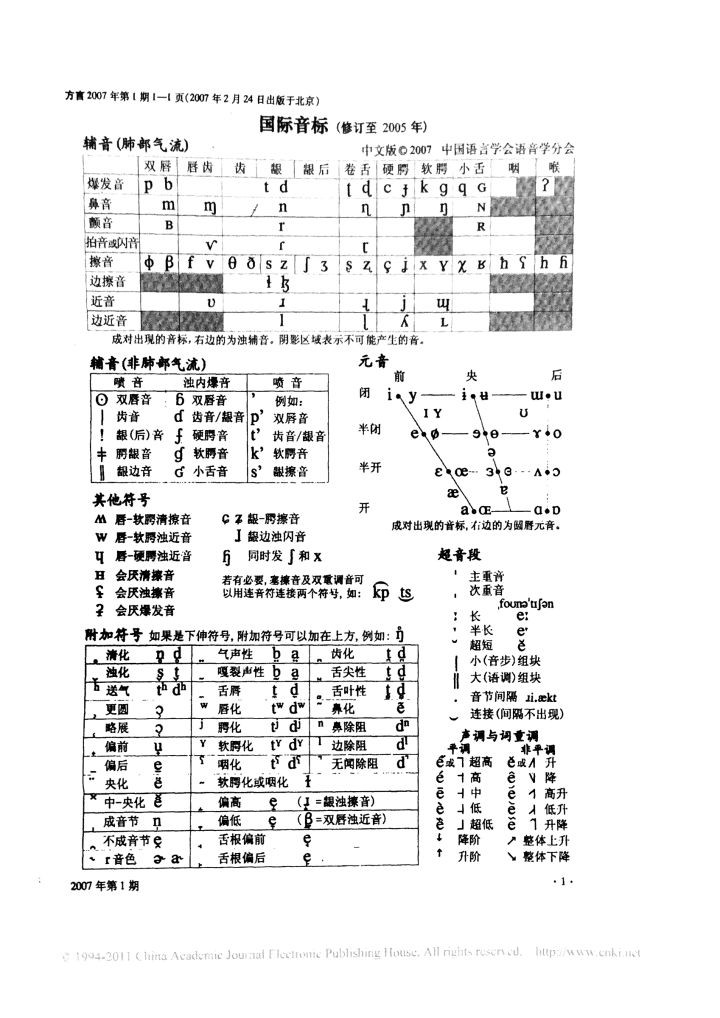 方言2007年第1期1—1页(2007年2月24日出版于北京)
国际音标 (修订至 2005 年)
辅音(肺部气流) 中文版©2007 中国语言学会语音学分会
双唇 唇齿 齿 龈 龈后 卷舌 硬腭 软腭 小舌 咽 喉
爆发音 p b t d ʈ ɖ c ɟ k ɡ q ɢ ʔ
鼻音 m ɱ n ɳ ɲ ŋ ɴ
颤音 ʙ r ʀ
拍音或闪音 ⱱ ɾ ɽ
擦音 ɸ β f v θ ð s z ʃ ʒ ʂ ʐ ç ʝ x ɣ χ ʁ ħ ʕ h ɦ
边擦音 ɬ ɮ
近音 ʋ ɹ ɻ j ɰ
边近音 l ɭ ʎ ʟ
成对出现的音标,右边的为浊辅音。阴影区域表示不可能产生的音。
辅音(非肺部气流)
喷音 浊内爆音 喷音
ʘ 双唇音 ɓ 双唇音 ʼ 例如:
ǀ 齿音 ɗ 齿音/龈音 pʼ 双唇音
ǃ 龈(后)音 ʄ 硬腭音 tʼ 齿音/龈音
ǂ 腭龈音 ɠ 软腭音 kʼ 软腭音
ǁ 龈边音 ʛ 小舌音 sʼ 龈擦音
元音
前 央 后
闭 i y ɨ ʉ ɯ u
ɪ ʏ ʊ
半闭 e ø ɘ ɵ ɤ o
ə
半开 ɛ œ ɜ ɞ ʌ ɔ
æ ɐ
开 a ɶ ɑ ɒ
成对出现的音标,右边的为圆唇元音。
其他符号
ʍ 唇-软腭清擦音 ɕ ʑ 龈-腭擦音
w 唇-软腭浊近音 ɺ 龈边浊闪音
ɥ 唇-硬腭浊近音 ɧ 同时发 ʃ 和 x
ʜ 会厌清擦音 若有必要,塞擦音及双重调音可
ʢ 会厌浊擦音 以用连音符连接两个符号,如: k͡p t͜s
ʡ 会厌爆发音
超音段
ˈ 主重音
ˌ 次重音
ˌfoʊnəˈtɪʃən
ː 长 eː
ˑ 半长 eˑ
˘ 超短 ĕ
| 小(音步)组块
‖ 大(语调)组块
. 音节间隔 ɹi.ækt
‿ 连接(间隔不出现)
附加符号 如果是下伸符号,附加符号可以加在上方,例如: ŋ̊
̥ 清化 n̥ d̥ ̤ 气声性 b̤ a̤ ̪ 齿化 t̪ d̪
̬ 浊化 s̬ t̬ ̰ 嘎裂声性 b̰ a̰ ̺ 舌尖性 t̺ d̺
ʰ 送气 tʰ dʰ ̼ 舌唇 t̼ d̼ ̻ 舌叶性 t̻ d̻
̹ 更圆 ɔ̹ ʷ 唇化 tʷ dʷ ̃ 鼻化 ẽ
̜ 略展 ɔ̜ ʲ 腭化 tʲ dʲ ⁿ 鼻除阻 dⁿ
̟ 偏前 u̟ ˠ 软腭化 tˠ dˠ ˡ 边除阻 dˡ
̠ 偏后 e̠ ˤ 咽化 tˤ dˤ ̚ 无闻除阻 d̚
̈ 央化 ë ̴ 软腭化或咽化 ɫ
̽ 中-央化 e̽ ̝ 偏高 e̝ (ɹ̝ =龈浊擦音)
̩ 成音节 n̩ ̞ 偏低 e̞ (β̞ =双唇浊近音)
̯ 不成音节 e̯ ̘ 舌根偏前 e̘
˞ r音色 ɚ a˞ ̙ 舌根偏后 e̙
声调与词重调
平调 非平调
e̋ 或 ˥ 超高 ě 或 ˩˥ 升
é ˦ 高 ê ˥˩ 降
ē ˧ 中 e᷄ ˦˥ 高升
è ˨ 低 e᷅ ˩˨ 低升
ȅ ˩ 超低 e᷈ ˧˦˧ 升降
ꜜ 降阶 ↗ 整体上升
ꜛ 升阶 ↘ 整体下降
2007 年第 1 期 ·1·
© 1994-2011 China Academic Journal Electronic Publishing House. All rights reserved. http://www.cnki.net